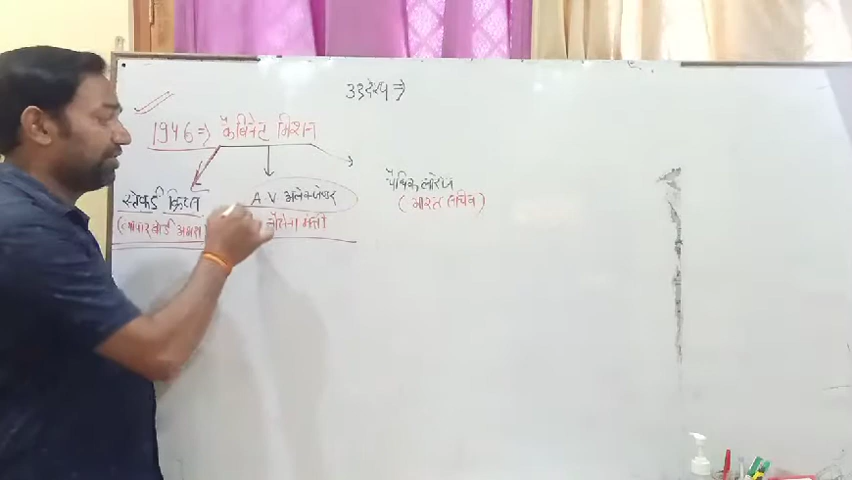 उद्देश्य ⇒
1946 ⇒ कैबिनेट मिशन
स्टेफर्ड क्रिप्स
A V अलेक्जेण्डर
पैथिक लारेंस
(व्यापार बोर्ड अध्यक्ष
नौसेना मंत्री
(भारत सचिव)